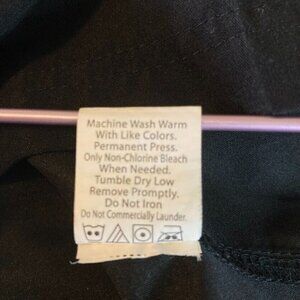 Machine Wash Warm
With Like Colors.
Permanent Press.
Only Non-Chlorine Bleach
When Needed.
Tumble Dry Low
Remove Promptly.
Do Not Iron
Do Not Commercially Launder.